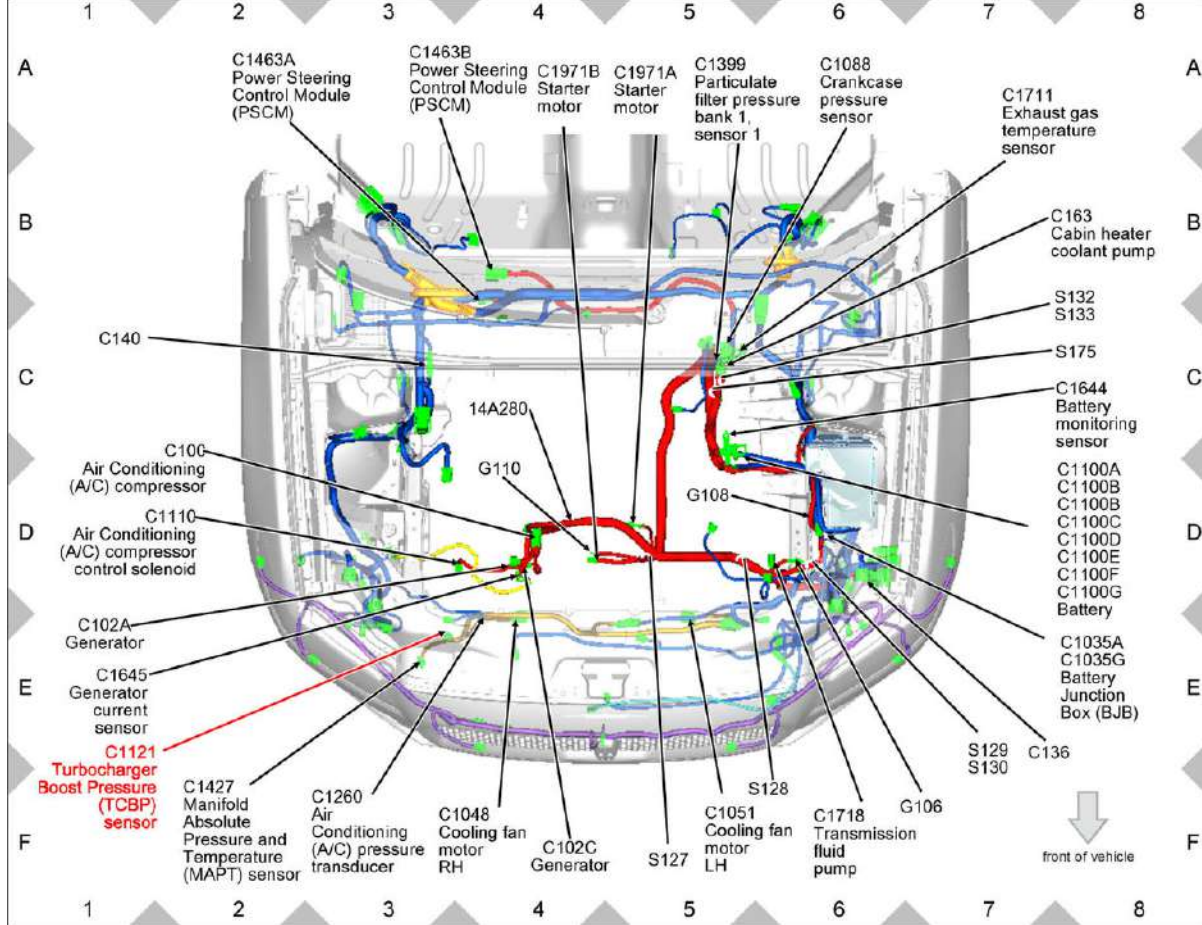 1 2 3 4 5 6 7 8
A
A
C1463A
Power Steering
Control Module
(PSCM)
C1463B
Power Steering
Control Module
(PSCM)
C1971B
Starter
motor
C1971A
Starter
motor
C1399
Particulate
filter pressure
bank 1,
sensor 1
C1088
Crankcase
pressure
sensor
C1711
Exhaust gas
temperature
sensor
B
B
C163
Cabin heater
coolant pump
S132
S133
C140
S175
C
C
C1644
Battery
monitoring
sensor
14A280
C100
Air Conditioning
(A/C) compressor
G110
G108
C1100A
C1100B
C1100B
C1100C
C1100D
C1100E
C1100F
C1100G
Battery
C1110
Air Conditioning
(A/C) compressor
control solenoid
D
D
C102A
Generator
C1035A
C1035G
Battery
Junction
Box (BJB)
E
E
C1645
Generator
current
sensor
C1121
Turbocharger
Boost Pressure
(TCBP)
sensor
C1427
Manifold
Absolute
Pressure and
Temperature
(MAPT) sensor
C1260
Air
Conditioning
(A/C) pressure
transducer
C1048
Cooling fan
motor
RH
C102C
Generator
S127
C1051
Cooling fan
motor
LH
S128
C1718
Transmission
fluid
pump
G106
S129
S130
C136
F
F
front of vehicle
1 2 3 4 5 6 7 8